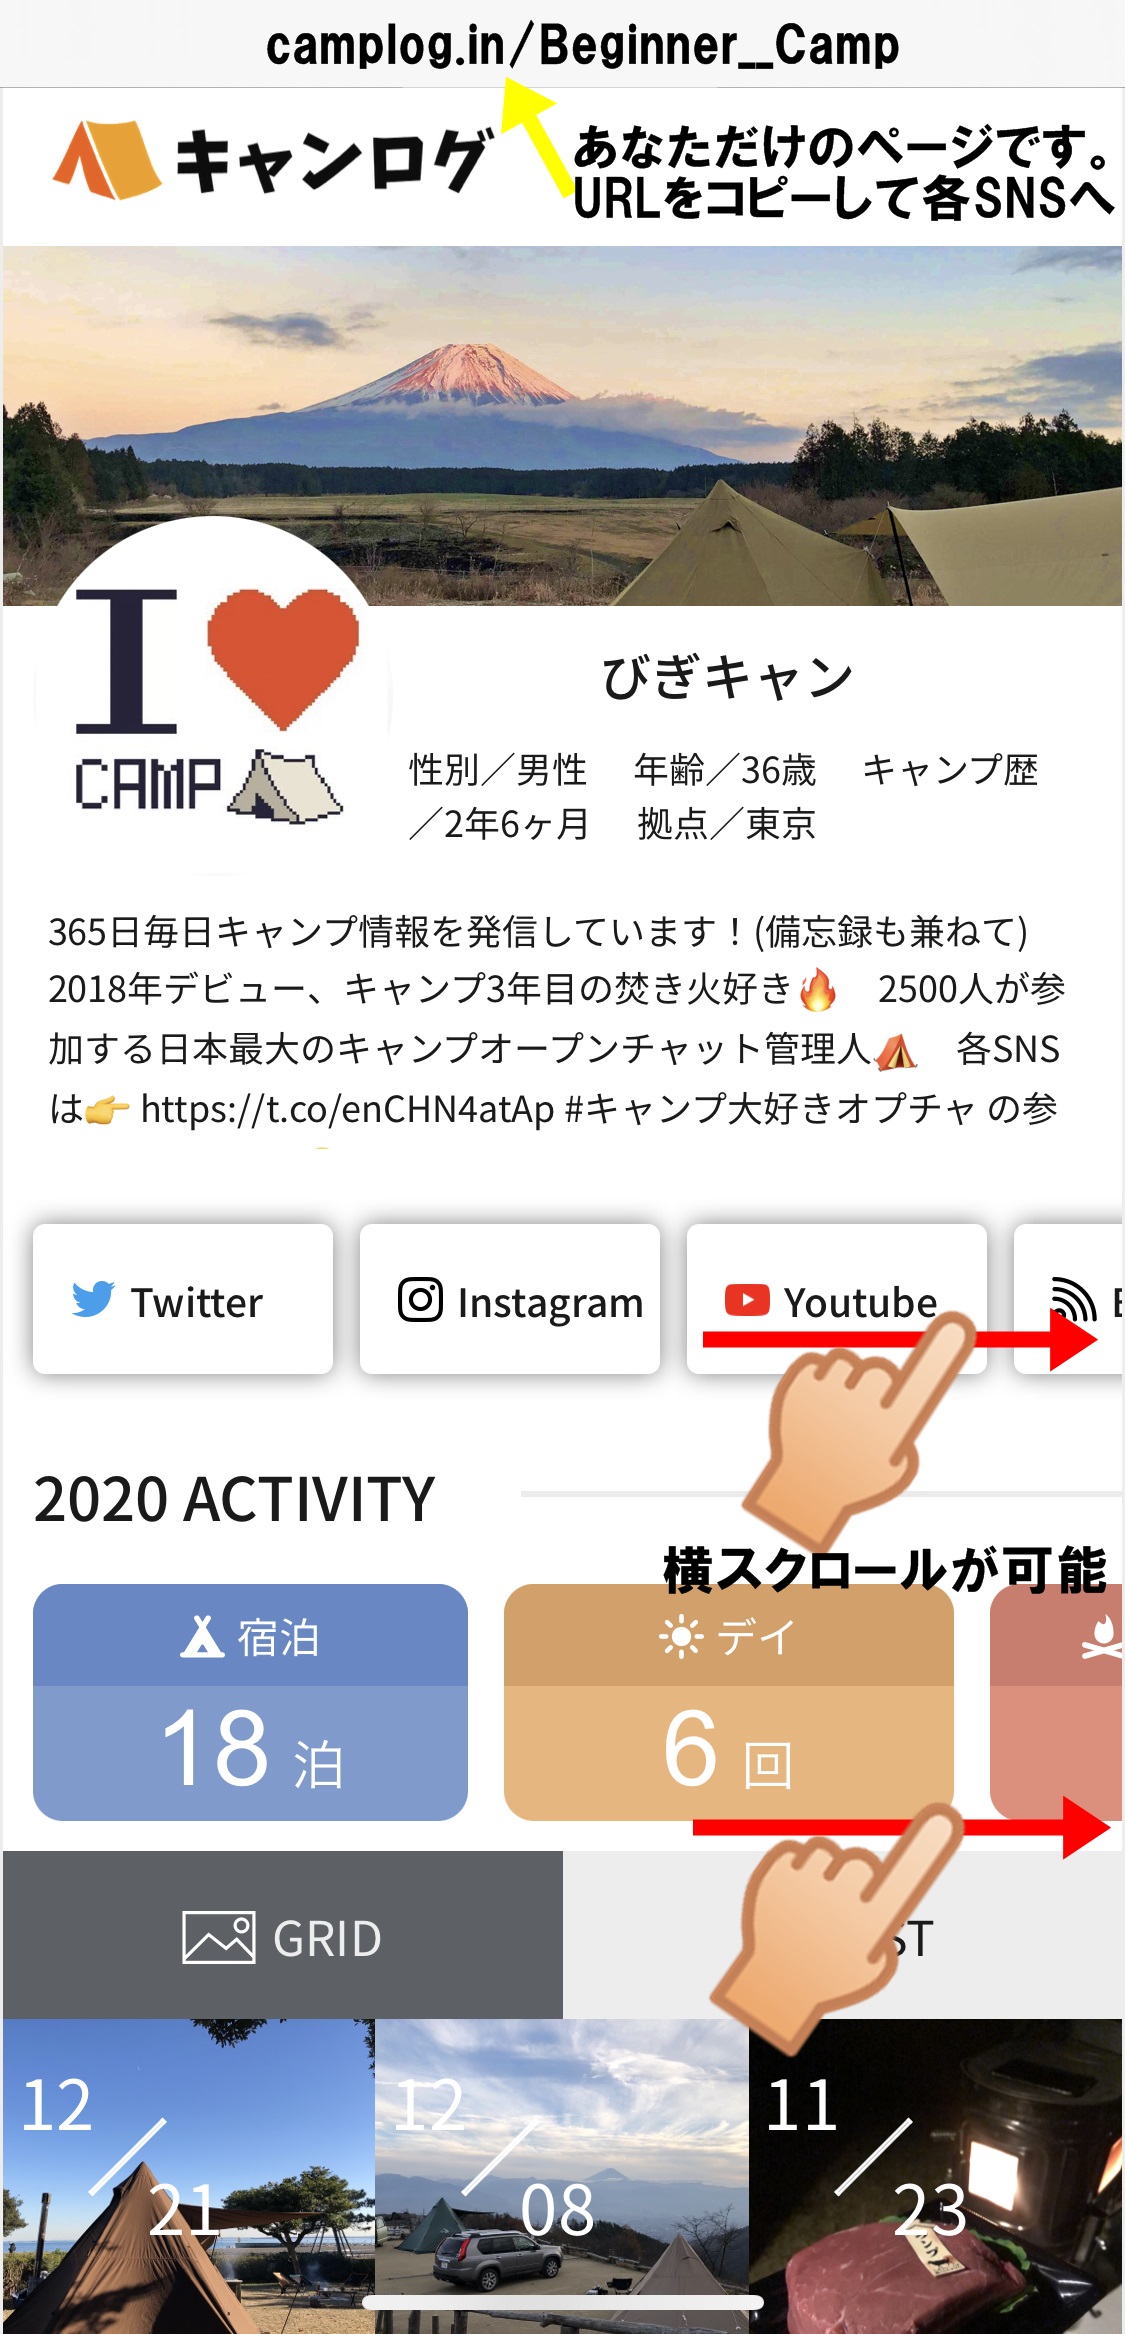 camplog.in/Beginner__Camp
キャンログ
あなただけのページです。
URLをコピーして各SNSへ
I
CAMP
びぎキャン
性別／男性 年齢／36歳 キャンプ歴
／2年6ヶ月 拠点／東京
365日毎日キャンプ情報を発信しています！(備忘録も兼ねて)
2018年デビュー、キャンプ3年目の焚き火好き🔥 2500人が参
加する日本最大のキャンプオープンチャット管理人⛺ 各SNS
は👉 https://t.co/enCHN4atAp #キャンプ大好きオプチャ の参
Twitter
Instagram
Youtube
2020 ACTIVITY
横スクロールが可能
宿泊
デイ
18 泊
6 回
GRID
ST
12／21
12／08
11／23